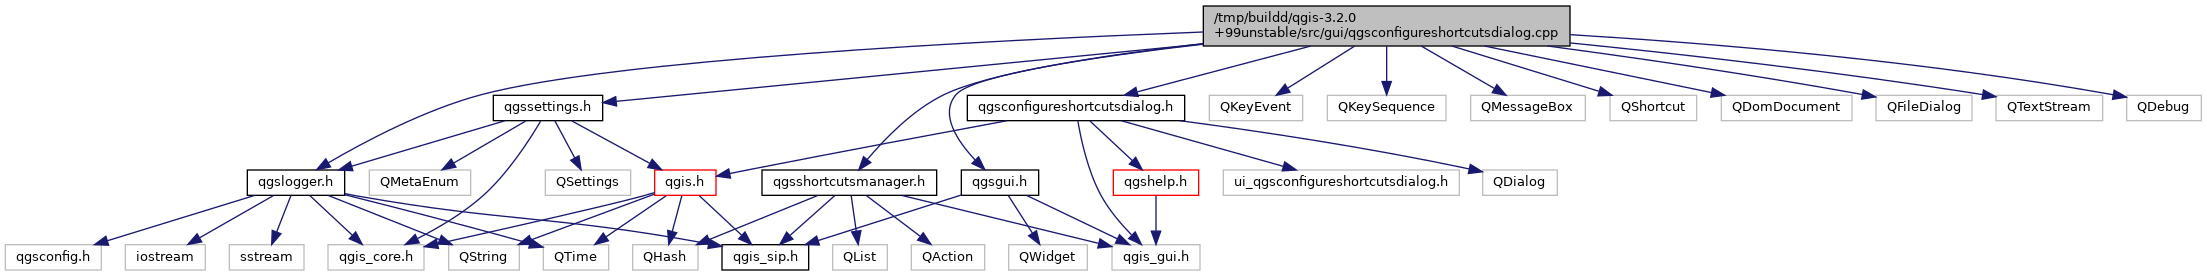 /tmp/buildd/qgis-3.2.0
+99unstable/src/gui/qgsconfigureshortcutsdialog.cpp
qgssettings.h
qgsconfigureshortcutsdialog.h
QKeyEvent
QKeySequence
QMessageBox
QShortcut
QDomDocument
QFileDialog
QTextStream
QDebug
qgslogger.h
QMetaEnum
QSettings
qgis.h
qgsshortcutsmanager.h
qgsgui.h
qgshelp.h
ui_qgsconfigureshortcutsdialog.h
QDialog
qgsconfig.h
iostream
sstream
qgis_core.h
QString
QTime
QHash
qgis_sip.h
QList
QAction
QWidget
qgis_gui.h